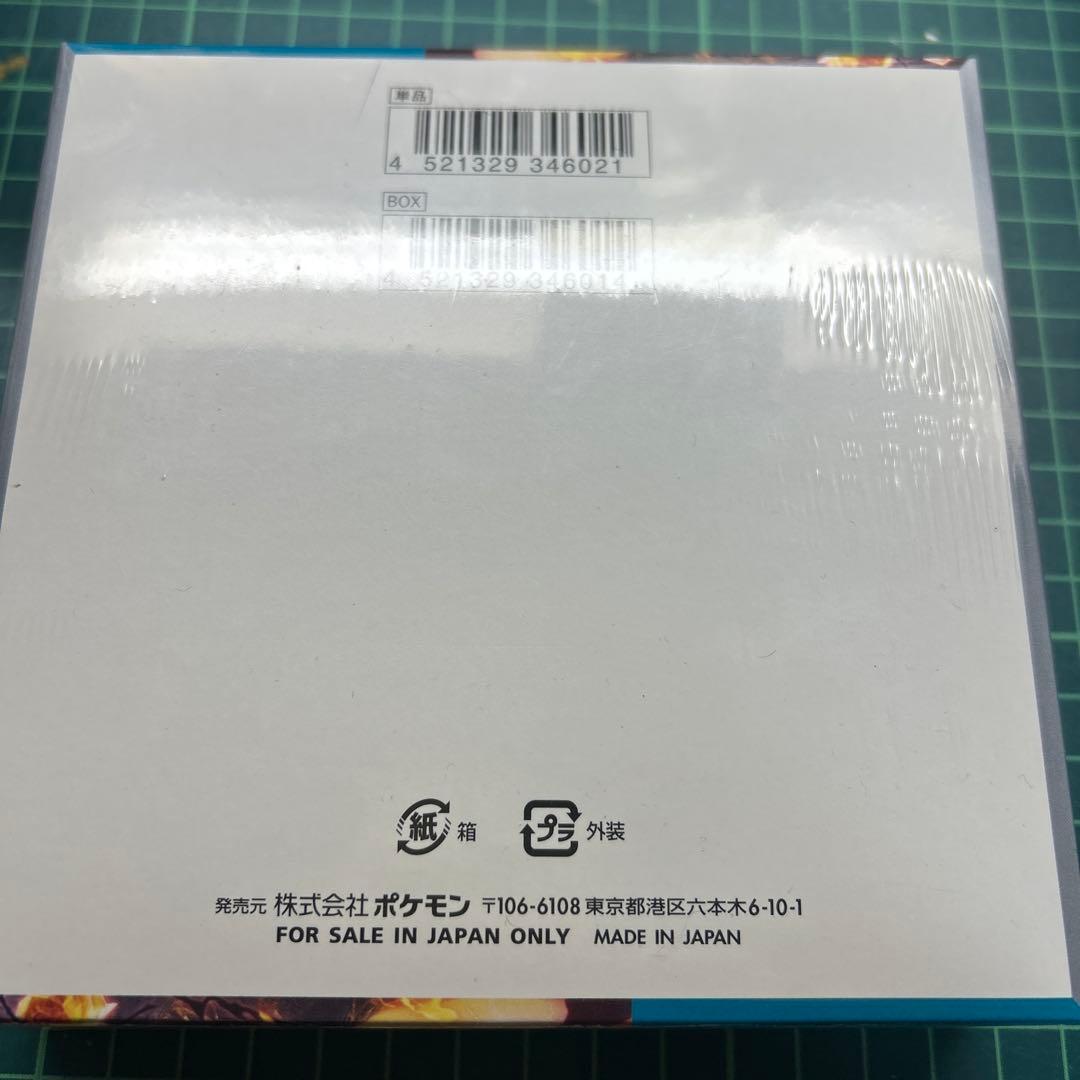 単品
4 521329 346021
BOX
4 521329 346014
紙 箱 プラ 外装
発売元 株式会社 ポケモン 〒106-6108 東京都港区六本木6-10-1
FOR SALE IN JAPAN ONLY MADE IN JAPAN